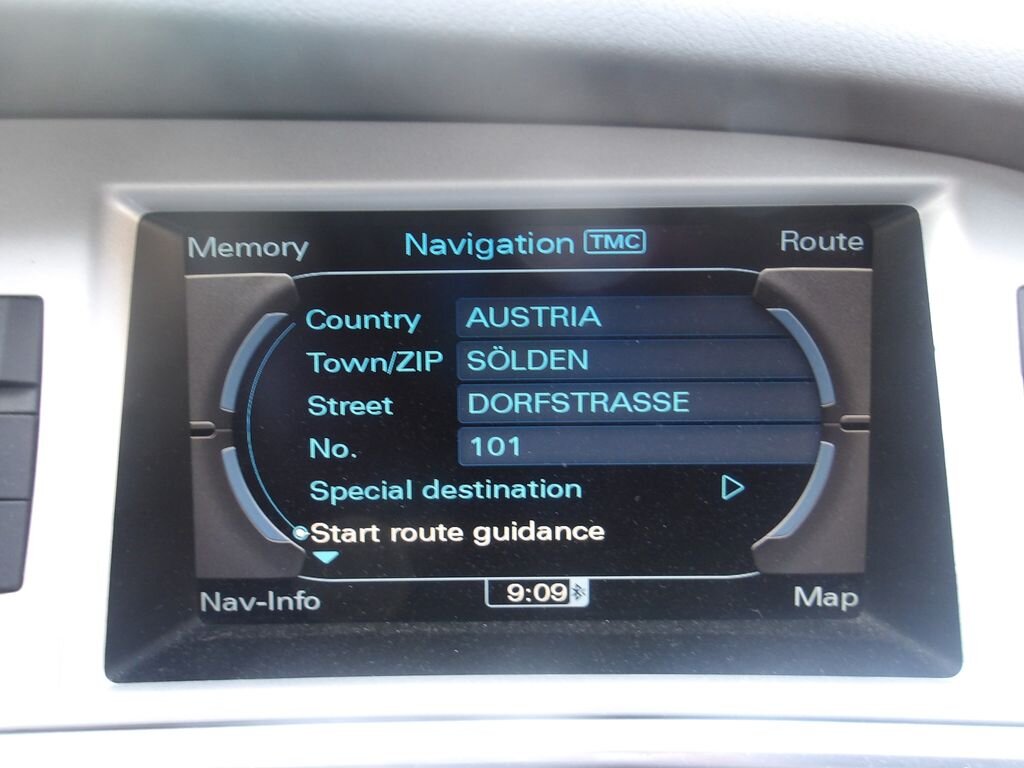 Memory Navigation TMC Route
Country AUSTRIA
Town/ZIP SÖLDEN
Street DORFSTRASSE
No. 101
Special destination
Start route guidance
Nav-Info 9:09 Map